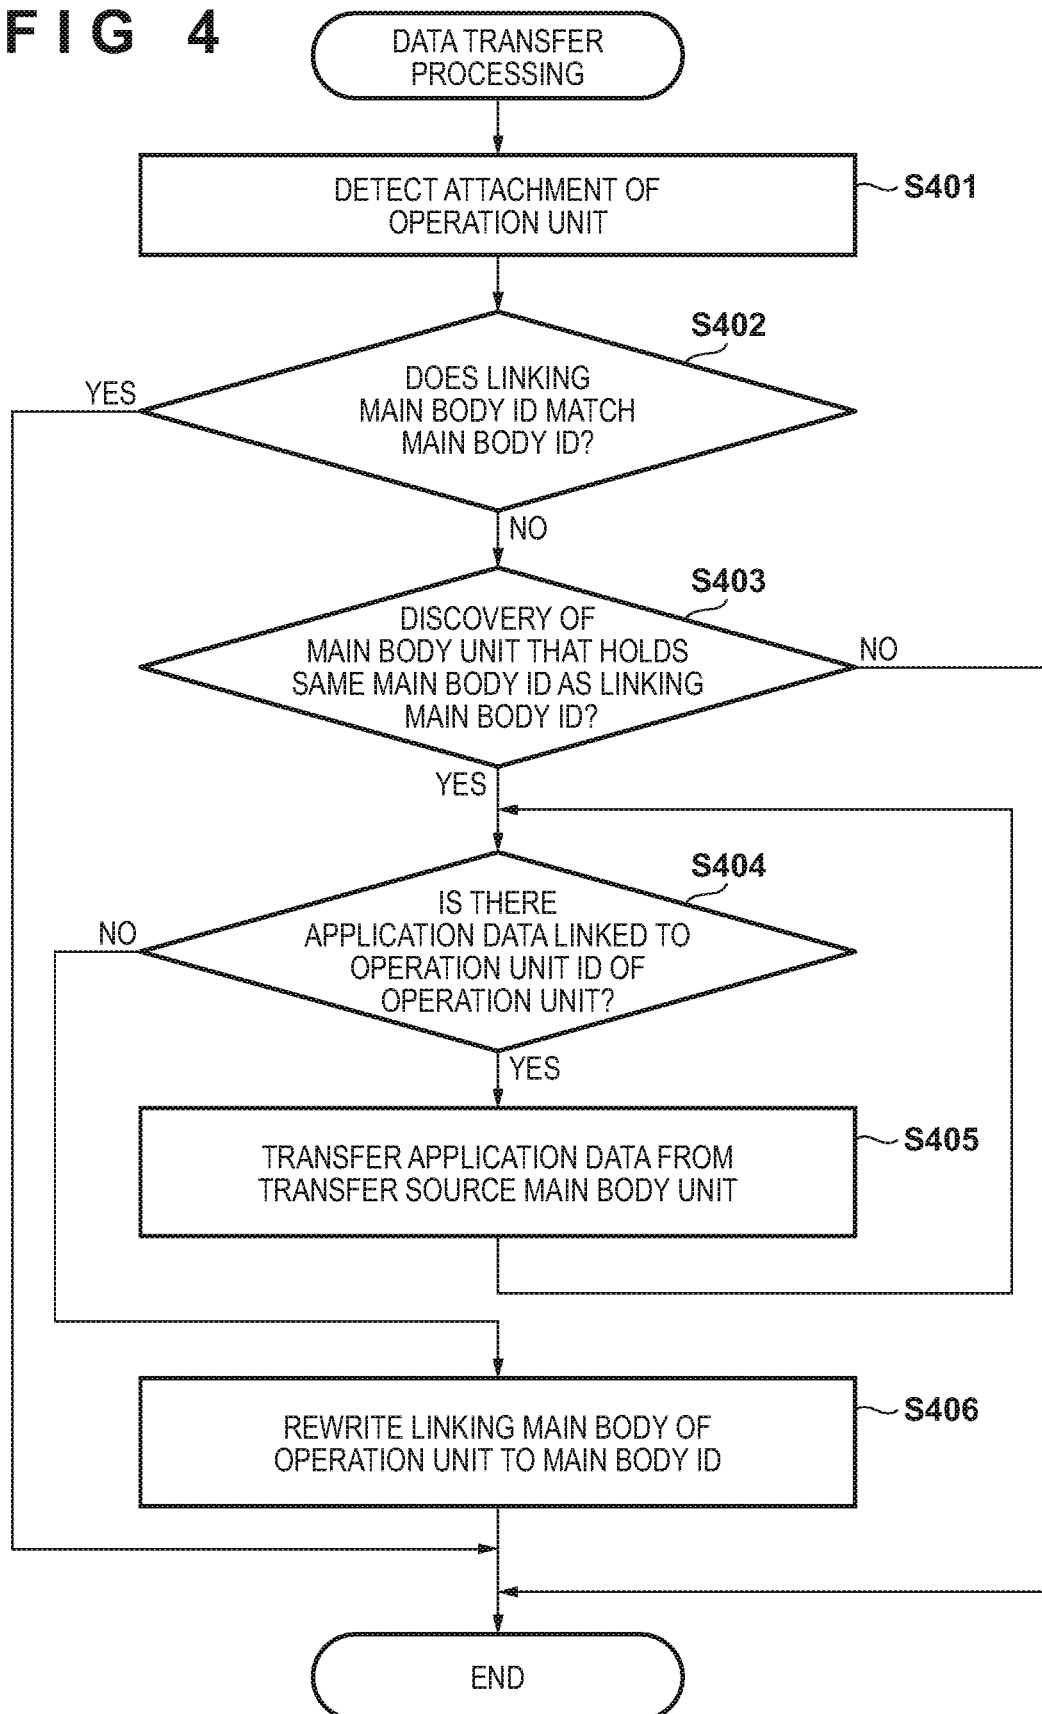 FIG 4
DATA TRANSFER
PROCESSING
DETECT ATTACHMENT OF
OPERATION UNIT
S401
S402
DOES LINKING
MAIN BODY ID MATCH
MAIN BODY ID?
YES
NO
S403
DISCOVERY OF
MAIN BODY UNIT THAT HOLDS
SAME MAIN BODY ID AS LINKING
MAIN BODY ID?
NO
YES
S404
IS THERE
APPLICATION DATA LINKED TO
OPERATION UNIT ID OF
OPERATION UNIT?
NO
YES
S405
TRANSFER APPLICATION DATA FROM
TRANSFER SOURCE MAIN BODY UNIT
S406
REWRITE LINKING MAIN BODY OF
OPERATION UNIT TO MAIN BODY ID
END